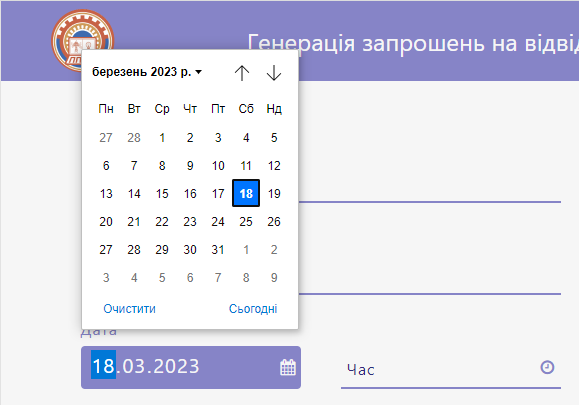 Генерація запрошень на відві
березень 2023 р.
Пн Вт Ср Чт Пт Сб Нд
27 28 1 2 3 4 5
6 7 8 9 10 11 12
13 14 15 16 17 18 19
20 21 22 23 24 25 26
27 28 29 30 31 1 2
3 4 5 6 7 8 9
Очистити Сьогодні
Дата
18.03.2023
Час